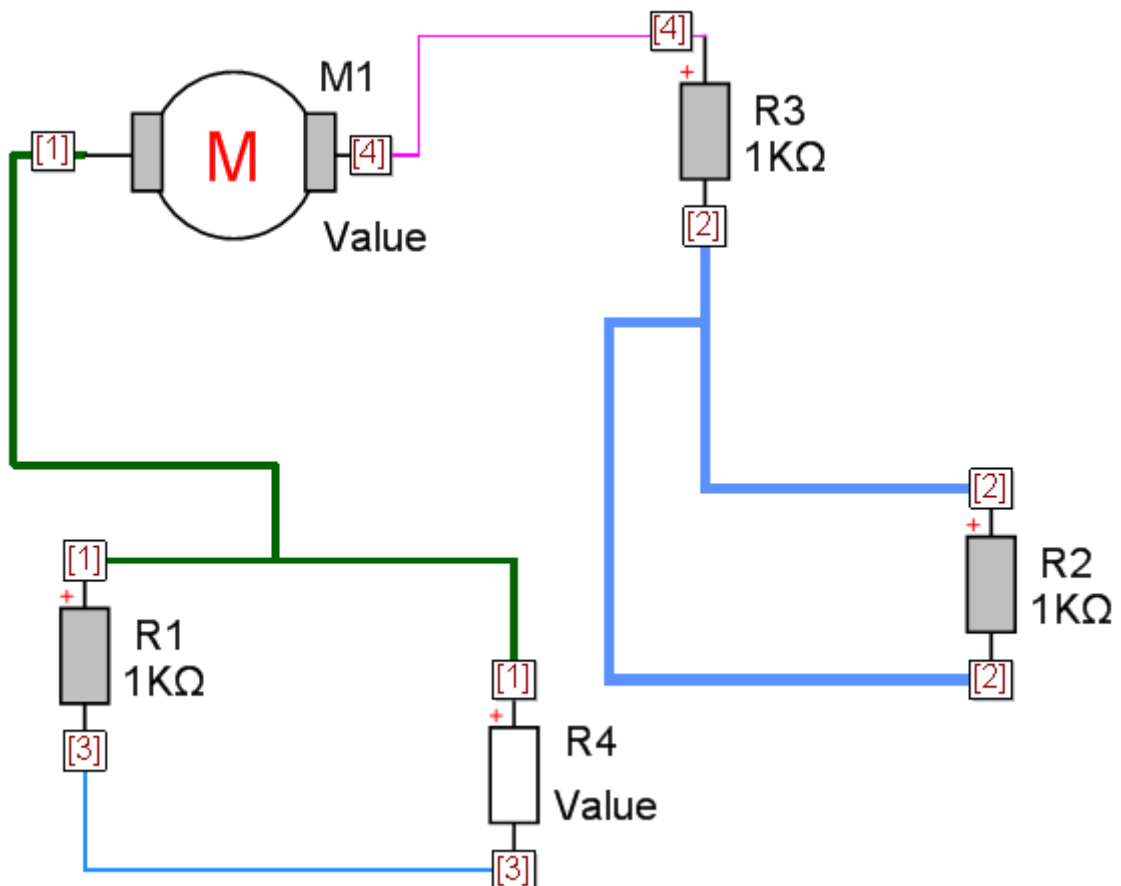 [4]
M1
[1]
M
[4]
Value
+
R3
1KΩ
[2]
[2]
+
R2
1KΩ
[2]
[1]
+
R1
1KΩ
[3]
[1]
+
R4
Value
[3]